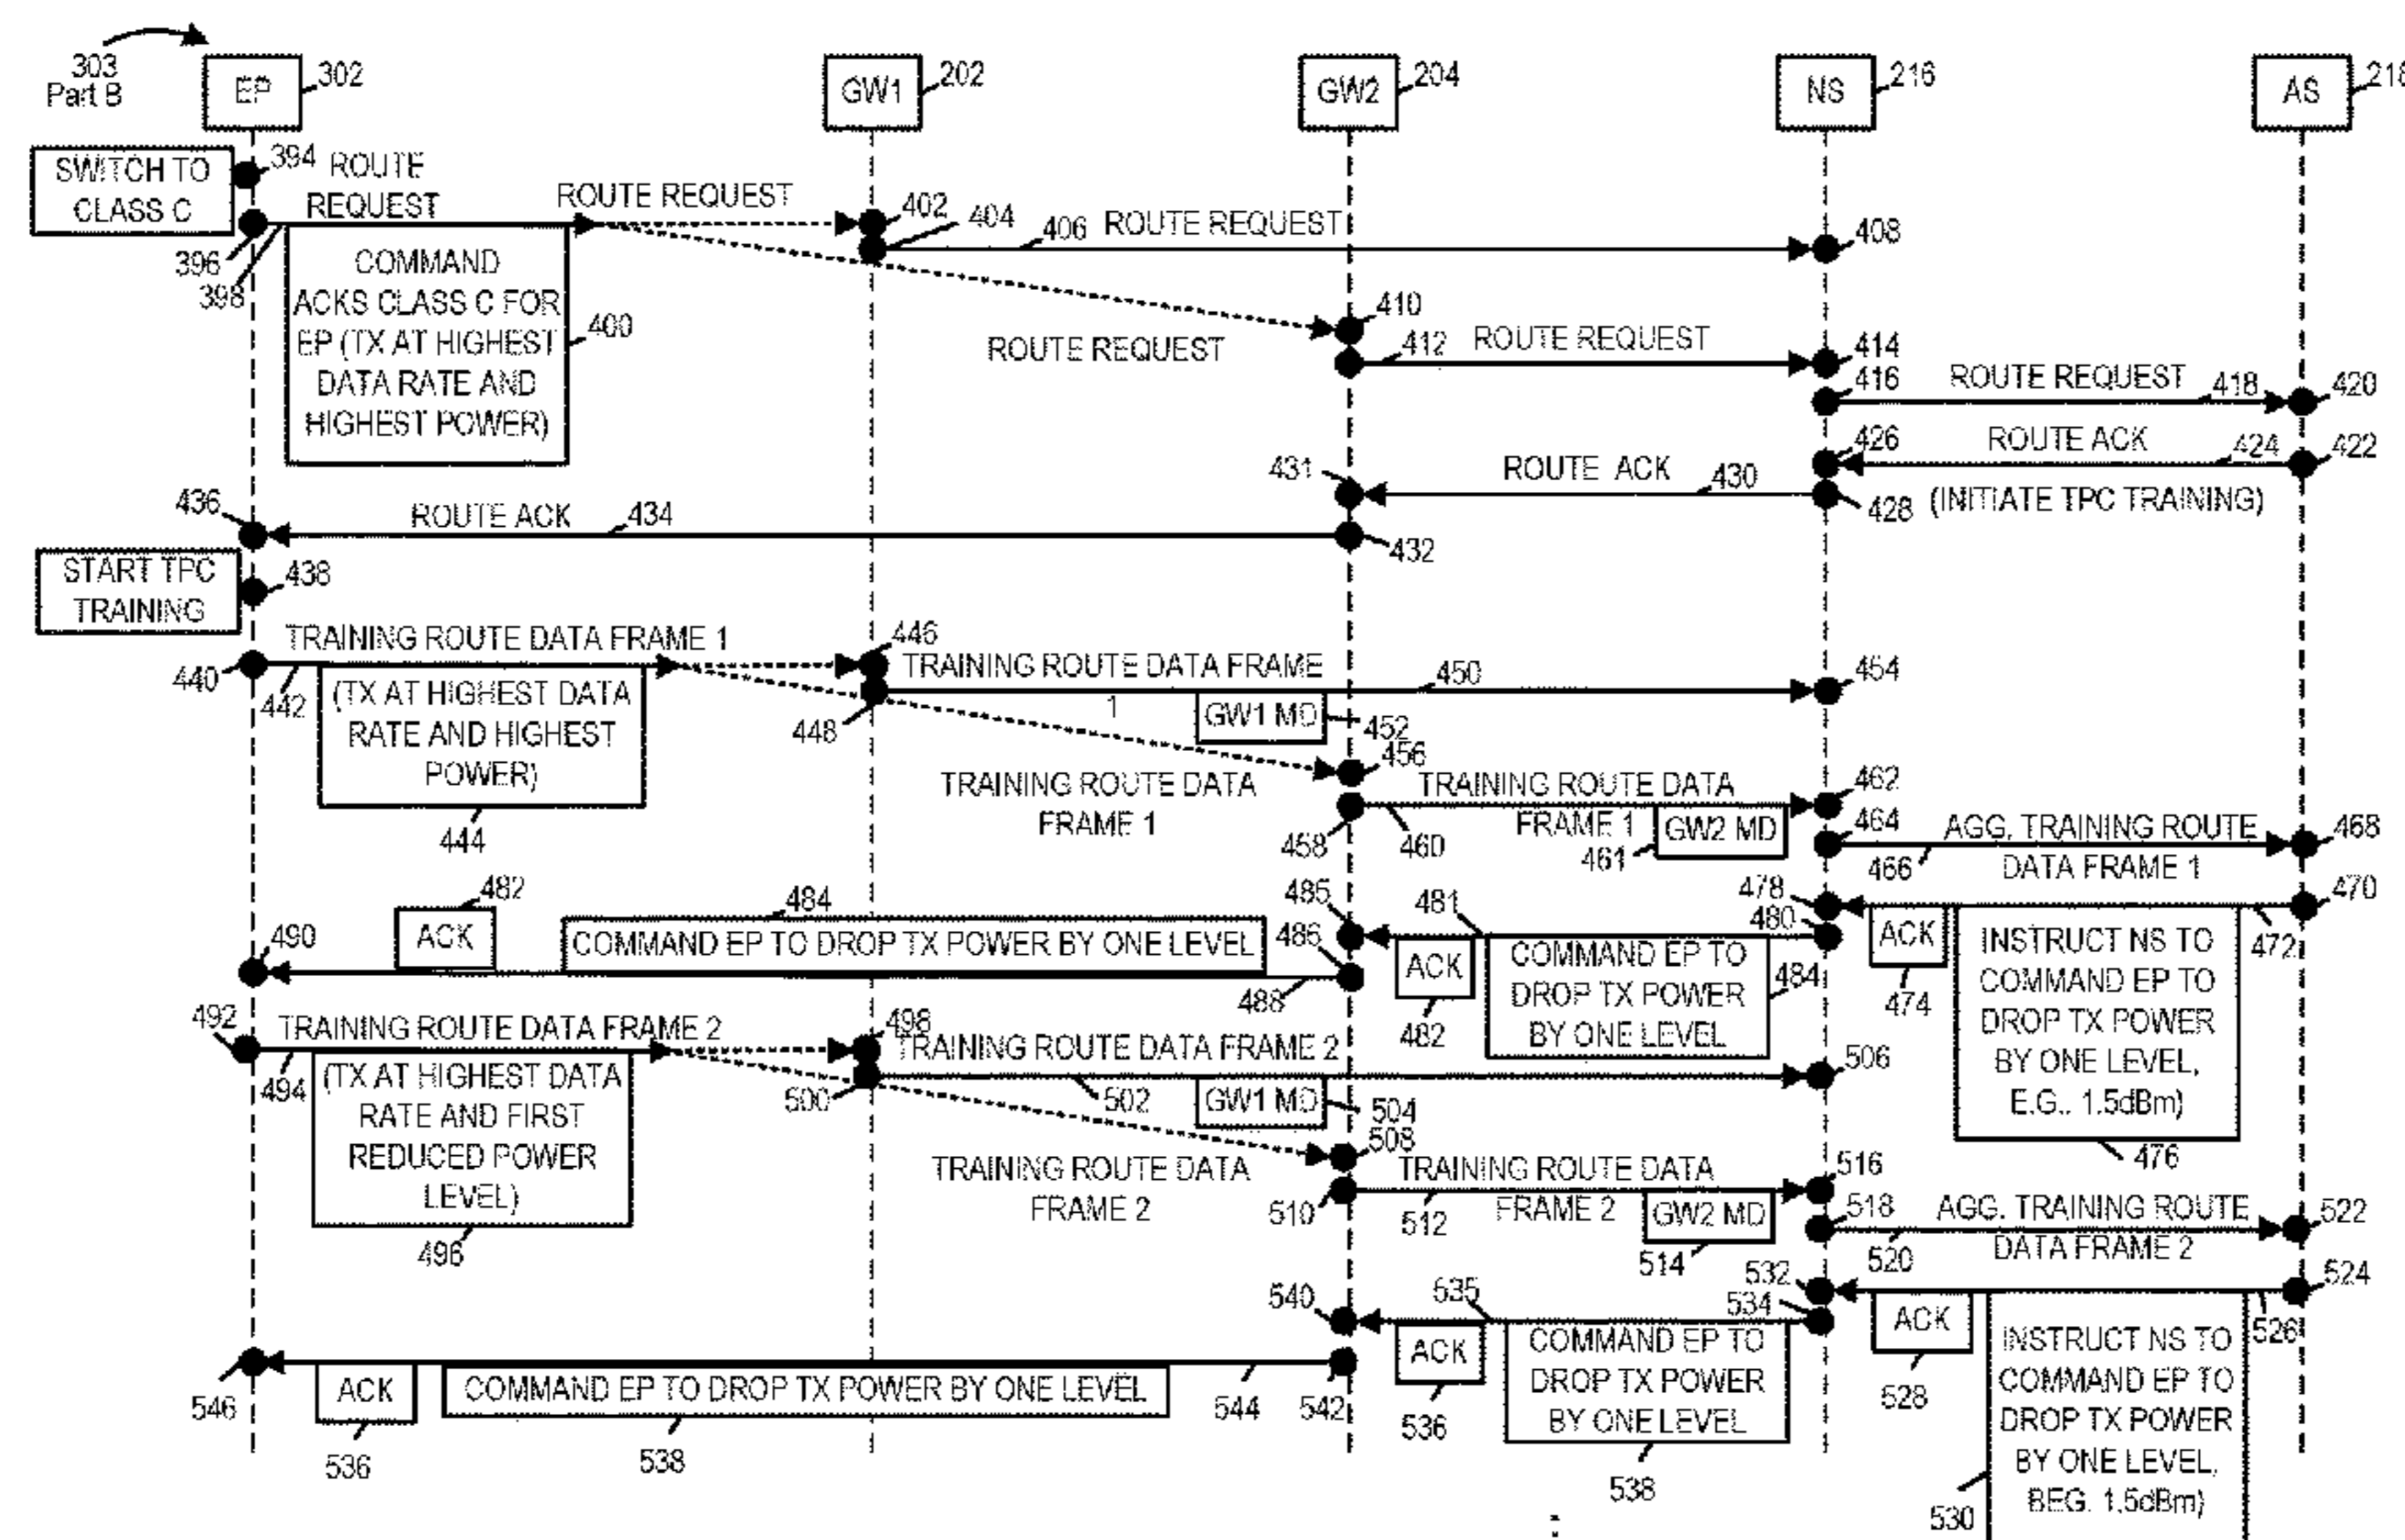 303
Part B
EP
302
GW1
202
GW2
204
NS
216
AS
218
SWITCH TO
CLASS C
394
ROUTE
REQUEST
396
398
COMMAND
ACKS CLASS C FOR
EP (TX AT HIGHEST
DATA RATE AND
HIGHEST POWER)
400
ROUTE REQUEST
402
404
406
ROUTE REQUEST
408
ROUTE REQUEST
410
412
ROUTE REQUEST
414
416
ROUTE REQUEST
418
420
426
ROUTE ACK
424
422
431
ROUTE ACK
430
428
(INITIATE TPC TRAINING)
436
ROUTE ACK
434
432
START TPC
TRAINING
438
TRAINING ROUTE DATA FRAME 1
440
442
(TX AT HIGHEST DATA
RATE AND HIGHEST
POWER)
444
446
448
TRAINING ROUTE DATA FRAME
1
450
GW1 MD
452
454
456
TRAINING ROUTE DATA
FRAME 1
458
TRAINING ROUTE DATA
FRAME 1
460
GW2 MD
461
462
464
AGG. TRAINING ROUTE
DATA FRAME 1
466
468
470
472
ACK
474
INSTRUCT NS TO
COMMAND EP TO
DROP TX POWER
BY ONE LEVEL,
E.G.. 1.5dBm)
476
478
480
481
ACK
482
COMMAND EP TO
DROP TX POWER
BY ONE LEVEL
484
485
486
488
482
ACK
484
COMMAND EP TO DROP TX POWER BY ONE LEVEL
490
492
TRAINING ROUTE DATA FRAME 2
494
(TX AT HIGHEST DATA
RATE AND FIRST
REDUCED POWER
LEVEL)
496
498
500
TRAINING ROUTE DATA FRAME 2
502
GW1 MD
504
506
508
TRAINING ROUTE DATA
FRAME 2
510
TRAINING ROUTE DATA
FRAME 2
512
GW2 MD
514
516
518
AGG. TRAINING ROUTE
DATA FRAME 2
520
522
524
526
ACK
528
INSTRUCT NS TO
COMMAND EP TO
DROP TX POWER
BY ONE LEVEL,
BEG. 1.5dBm)
530
532
534
535
ACK
536
COMMAND EP TO
DROP TX POWER
BY ONE LEVEL
538
540
542
544
546
ACK
536
COMMAND EP TO DROP TX POWER BY ONE LEVEL
538